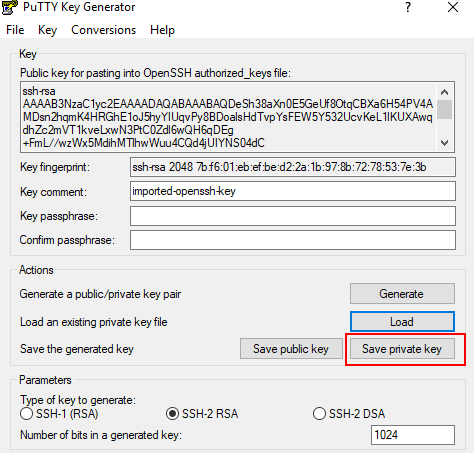 PuTTY Key Generator
File Key Conversions Help
Key
Public key for pasting into OpenSSH authorized_keys file:
ssh-rsa
AAAAB3NzaC1yc2EAAAADAQABAAABAQDeSh38aXn0E5GeUf8OtqCBXa6H54PV4A
MDsn2hqmK4HRGhE1oJ5hyYIUqvPy8BDoalsHdTvpYsFEW5Y532UcvKeL1lKUXAwq
dhZc2mVT1kveLxwN3PtC0Zdl6wQH6qDEg
+FmL//wzWx5MdihMTlhwWuu4CQd4jUIYNS04dC
Key fingerprint: ssh-rsa 2048 7b:f6:01:eb:ef:be:d2:2a:1b:97:8b:72:78:53:7e:3b
Key comment: imported-openssh-key
Key passphrase:
Confirm passphrase:
Actions
Generate a public/private key pair Generate
Load an existing private key file Load
Save the generated key Save public key Save private key
Parameters
Type of key to generate:
SSH-1 (RSA) SSH-2 RSA SSH-2 DSA
Number of bits in a generated key: 1024